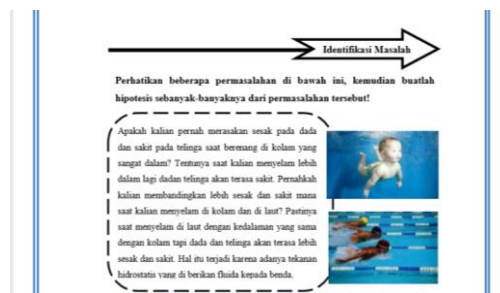 Identifikasi Masalah
Perhatikan beberapa permasalahan di bawah ini, kemudian buatlah
hipotesis sebanyak-banyaknya dari permasalahan tersebut!
Apakah kalian pernah merasakan sesak pada dada
dan sakit pada telinga saat berenang di kolam yang
sangat dalam? Tentunya saat kalian menyelam lebih
dalam lagi dadan telinga akan terasa sakit. Pernahkah
kalian membandingkan lebih sesak dan sakit mana
saat kalian menyelam di kolam dan di laut? Pastinya
saat menyelam di laut dengan kedalaman yang sama
dengan kolam tapi dada dan telinga akan terasa lebih
sesak dan sakit. Hal itu terjadi karena adanya tekanan
hidrostatis yang di berikan fluida kepada benda.